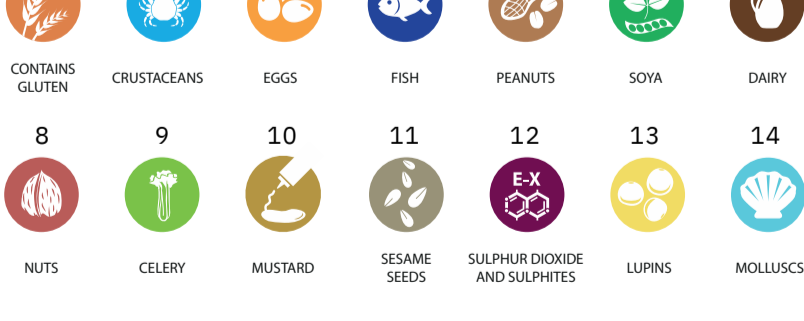 CONTAINS
GLUTEN
CRUSTACEANS
EGGS
FISH
PEANUTS
SOYA
DAIRY
8
9
10
11
12
13
14
E-X
NUTS
CELERY
MUSTARD
SESAME
SEEDS
SULPHUR DIOXIDE
AND SULPHITES
LUPINS
MOLLUSCS